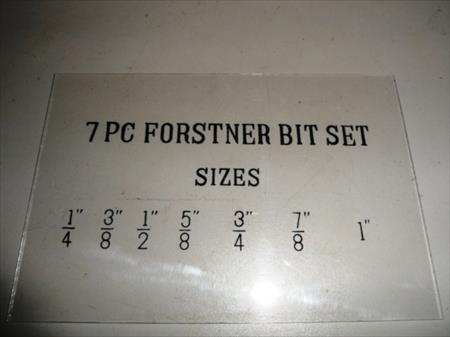 7 PC FORSTNER BIT SET
SIZES
1/4" 3/8" 1/2" 5/8" 3/4" 7/8" 1"